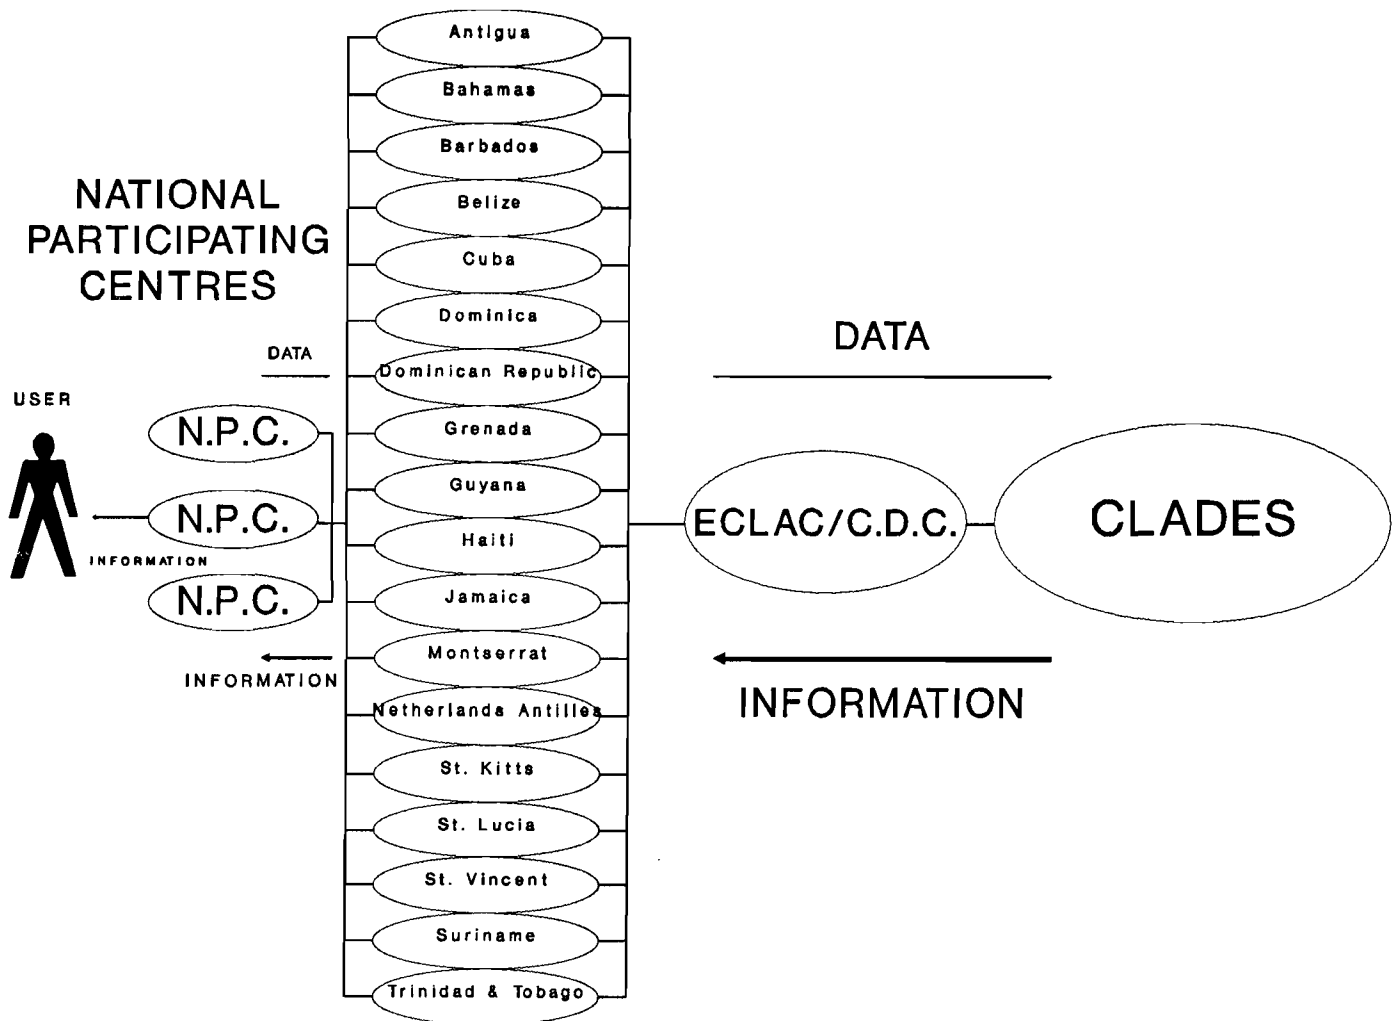 NATIONAL
PARTICIPATING
CENTRES
DATA
USER
N.P.C.
N.P.C.
INFORMATION
N.P.C.
INFORMATION
Antigua
Bahamas
Barbados
Belize
Cuba
Dominica
Dominican Republic
Grenada
Guyana
Haiti
Jamaica
Montserrat
Netherlands Antilles
St. Kitts
St. Lucia
St. Vincent
Suriname
Trinidad & Tobago
DATA
ECLAC/C.D.C.
CLADES
INFORMATION